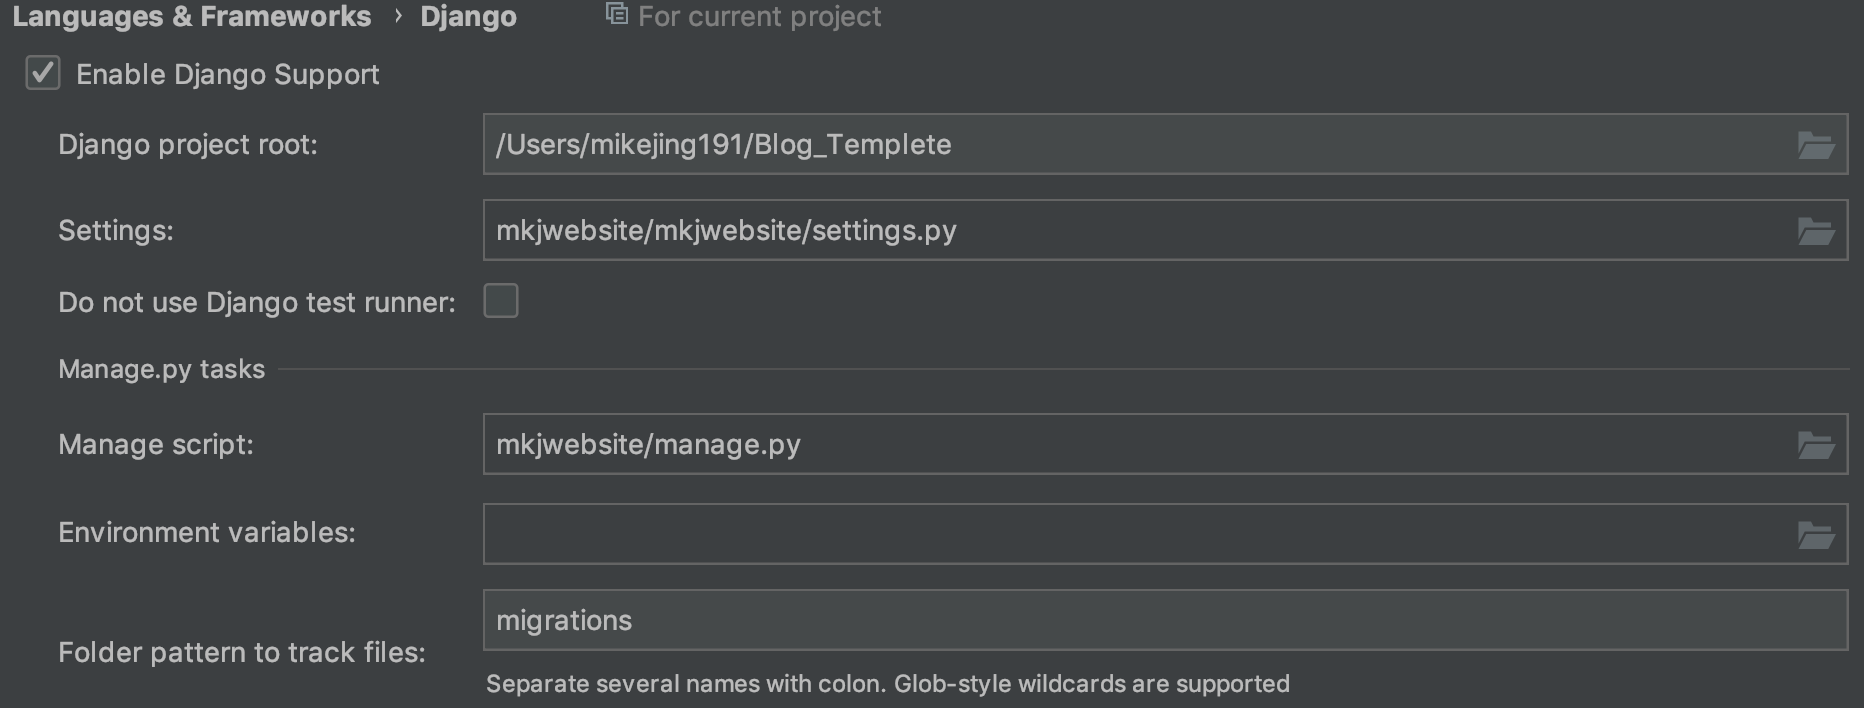 Languages & Frameworks › Django For current project
Enable Django Support
Django project root: /Users/mikejing191/Blog_Templete
Settings: mkjwebsite/mkjwebsite/settings.py
Do not use Django test runner:
Manage.py tasks
Manage script: mkjwebsite/manage.py
Environment variables:
migrations
Folder pattern to track files:
Separate several names with colon. Glob-style wildcards are supported